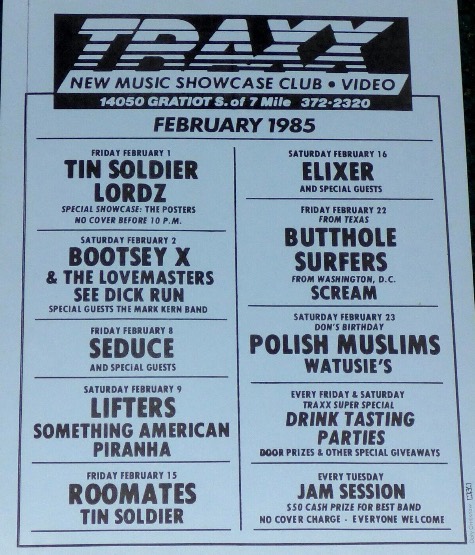 TRAXX
NEW MUSIC SHOWCASE CLUB • VIDEO
14050 GRATIOT S. of 7 Mile 372-2320
FEBRUARY 1985
FRIDAY FEBRUARY 1
TIN SOLDIER
LORDZ
SPECIAL SHOWCASE: THE POSTERS
NO COVER BEFORE 10 P.M.
SATURDAY FEBRUARY 2
BOOTSEY X
& THE LOVEMASTERS
SEE DICK RUN
SPECIAL GUESTS THE MARK KERN BAND
FRIDAY FEBRUARY 8
SEDUCE
AND SPECIAL GUESTS
SATURDAY FEBRUARY 9
LIFTERS
SOMETHING AMERICAN
PIRANHA
FRIDAY FEBRUARY 15
ROOMATES
TIN SOLDIER
SATURDAY FEBRUARY 16
ELIXER
AND SPECIAL GUESTS
FRIDAY FEBRUARY 22
FROM TEXAS
BUTTHOLE
SURFERS
FROM WASHINGTON, D.C.
SCREAM
SATURDAY FEBRUARY 23
DON'S BIRTHDAY
POLISH MUSLIMS
WATUSIE'S
EVERY FRIDAY & SATURDAY
TRAXX SUPER SPECIAL
DRINK TASTING
PARTIES
DOOR PRIZES & OTHER SPECIAL GIVEAWAYS
EVERY TUESDAY
JAM SESSION
$50 CASH PRIZE FOR BEST BAND
NO COVER CHARGE - EVERYONE WELCOME